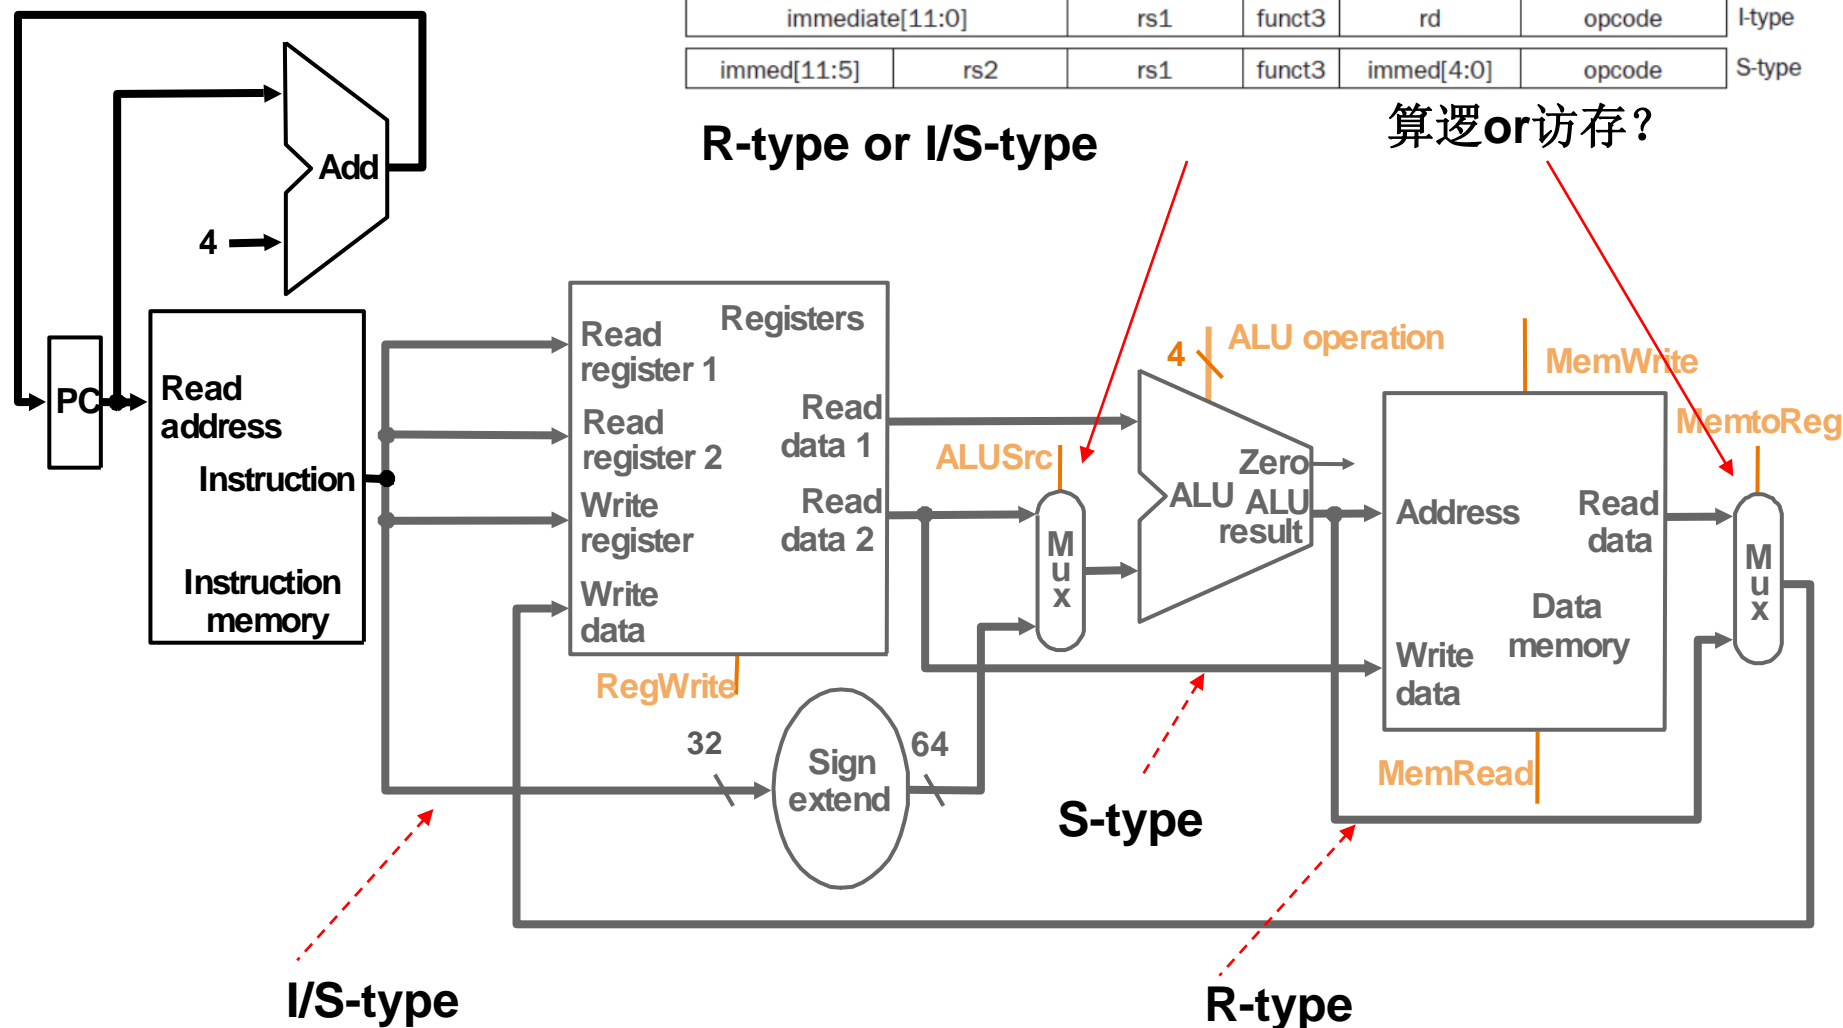 immediate[11:0] rs1 funct3 rd opcode I-type
immed[11:5] rs2 rs1 funct3 immed[4:0] opcode S-type
R-type or I/S-type
算逻or访存？
Add
4
PC
Read
address
Instruction
Instruction
memory
Registers
Read
register 1
Read
register 2
Write
register
Write
data
Read
data 1
Read
data 2
RegWrite
ALUSrc
M
u
x
4
ALU operation
Zero
ALU
ALU
result
MemWrite
MemtoReg
Address
Read
data
Data
memory
Write
data
MemRead
M
u
x
32
Sign
extend
64
S-type
I/S-type
R-type